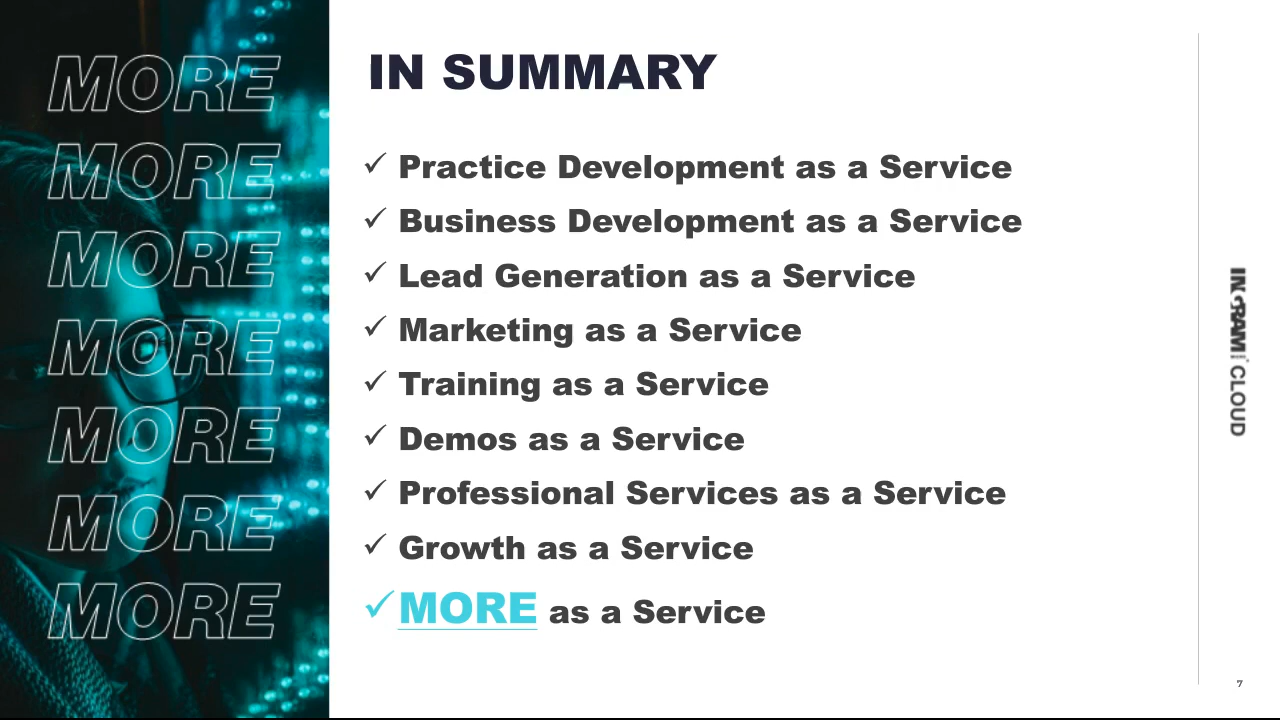 MORE
MORE
MORE
MORE
MORE
MORE
MORE
IN SUMMARY
✓ Practice Development as a Service
✓ Business Development as a Service
✓ Lead Generation as a Service
✓ Marketing as a Service
✓ Training as a Service
✓ Demos as a Service
✓ Professional Services as a Service
✓ Growth as a Service
✓ MORE as a Service
INGRAM CLOUD
7